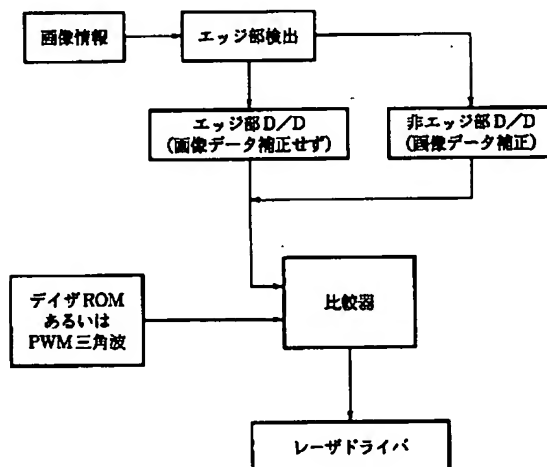 画像情報
エッジ部検出
エッジ部D/D
(画像データ補正せず)
非エッジ部D/D
(画像データ補正)
デイザROM
あるいは
PWM三角波
比較器
レーザドライバ